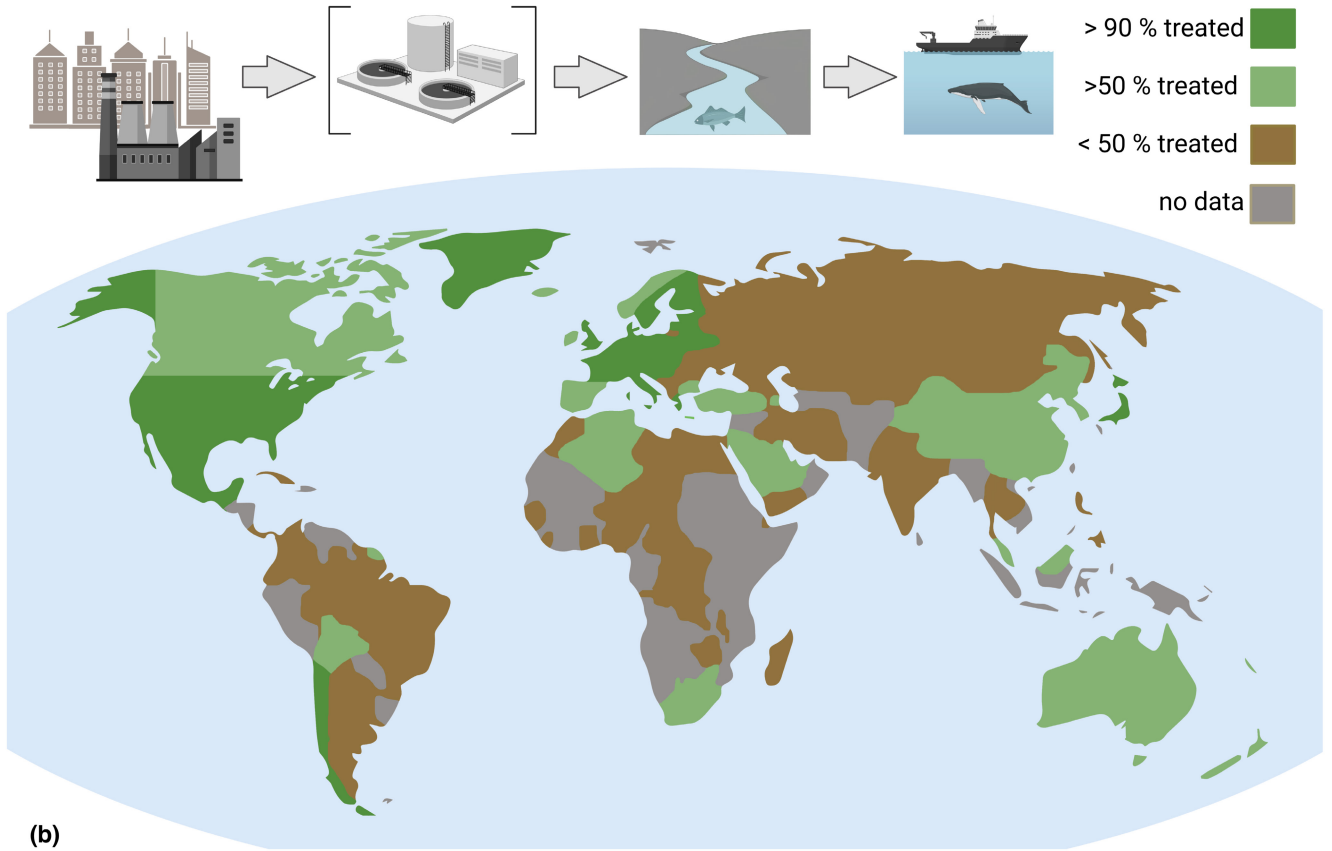 > 90 % treated
>50 % treated
< 50 % treated
no data
(b)